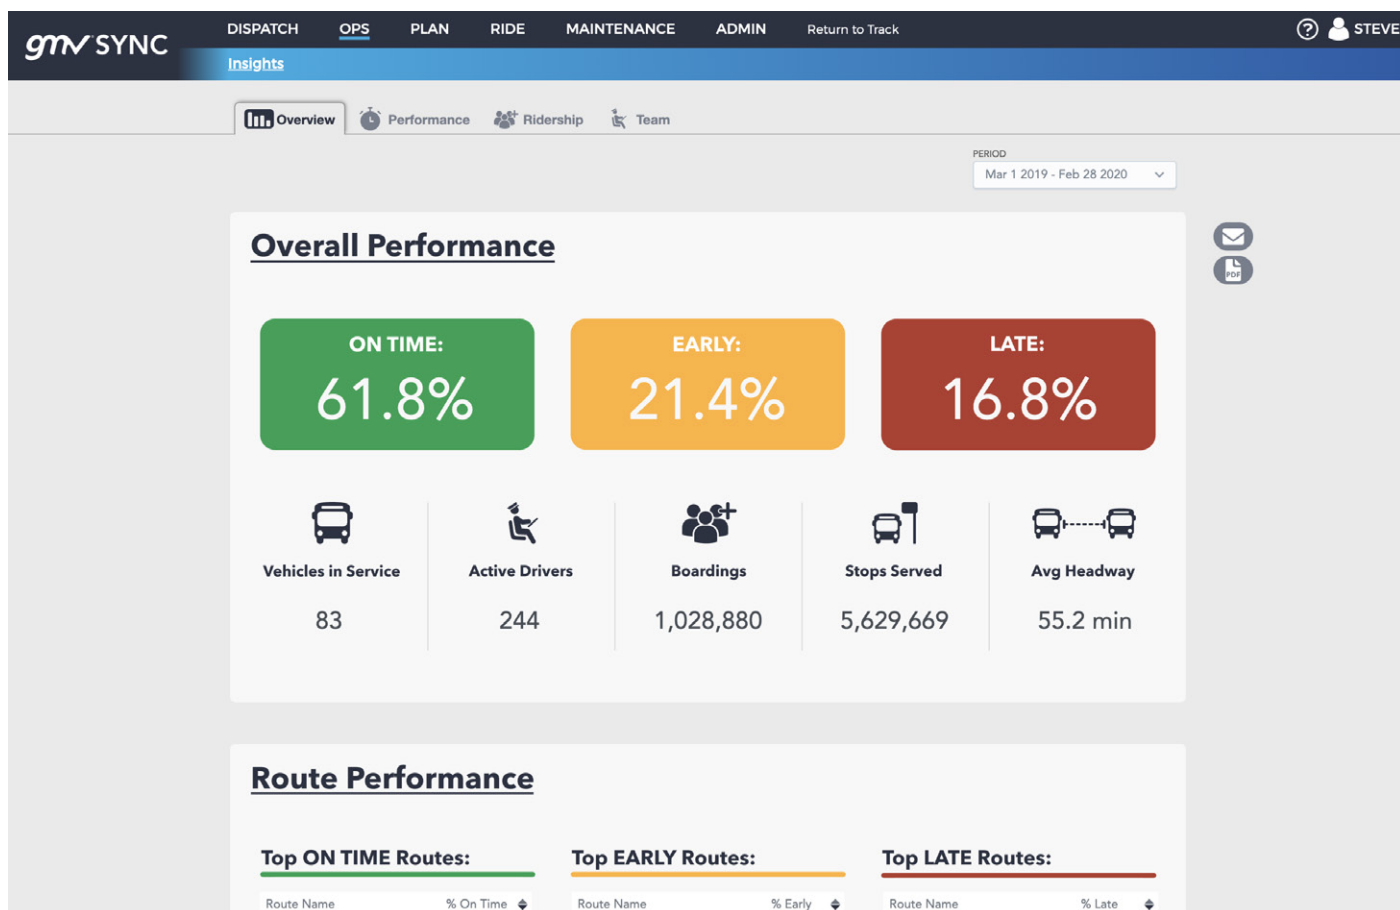 gmv SYNC
DISPATCH OPS PLAN RIDE MAINTENANCE ADMIN Return to Track ? STEVE
Insights
Overview Performance Ridership Team
PERIOD
Mar 1 2019 - Feb 28 2020
Overall Performance
PDF
ON TIME: EARLY: LATE:
61.8% 21.4% 16.8%
Vehicles in Service Active Drivers Boardings Stops Served Avg Headway
83 244 1,028,880 5,629,669 55.2 min
Route Performance
Top ON TIME Routes: Top EARLY Routes: Top LATE Routes:
Route Name % On Time Route Name % Early Route Name % Late